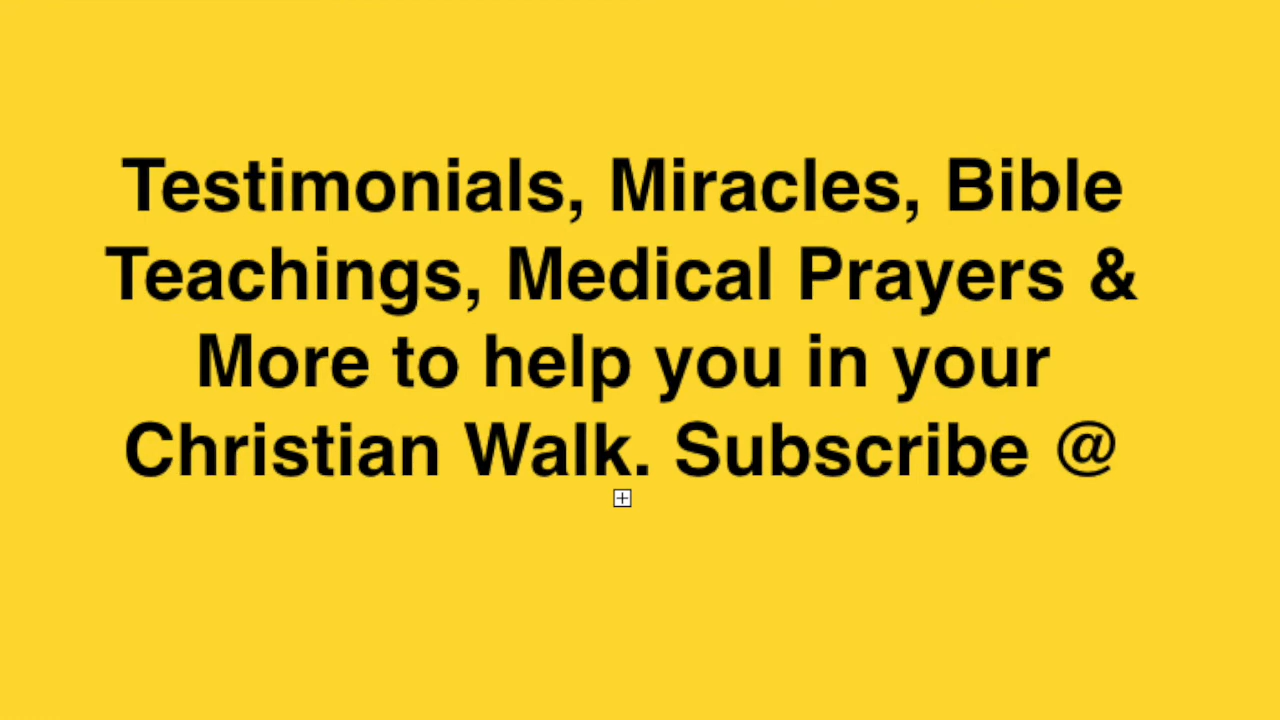 Testimonials, Miracles, Bible
Teachings, Medical Prayers &
More to help you in your
Christian Walk. Subscribe @